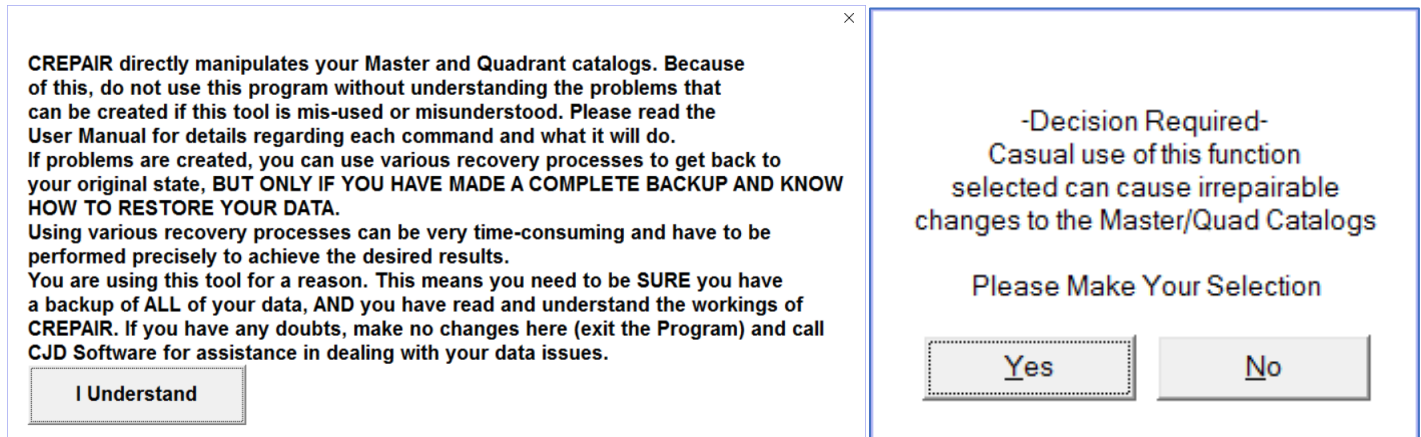 CREPAIR directly manipulates your Master and Quadrant catalogs. Because
of this, do not use this program without understanding the problems that
can be created if this tool is mis-used or misunderstood. Please read the
User Manual for details regarding each command and what it will do.
If problems are created, you can use various recovery processes to get back to
your original state, BUT ONLY IF YOU HAVE MADE A COMPLETE BACKUP AND KNOW
HOW TO RESTORE YOUR DATA.
Using various recovery processes can be very time-consuming and have to be
performed precisely to achieve the desired results.
You are using this tool for a reason. This means you need to be SURE you have
a backup of ALL of your data, AND you have read and understand the workings of
CREPAIR. If you have any doubts, make no changes here (exit the Program) and call
CJD Software for assistance in dealing with your data issues.
I Understand
-Decision Required-
Casual use of this function
selected can cause irrepairable
changes to the Master/Quad Catalogs
Please Make Your Selection
Yes No